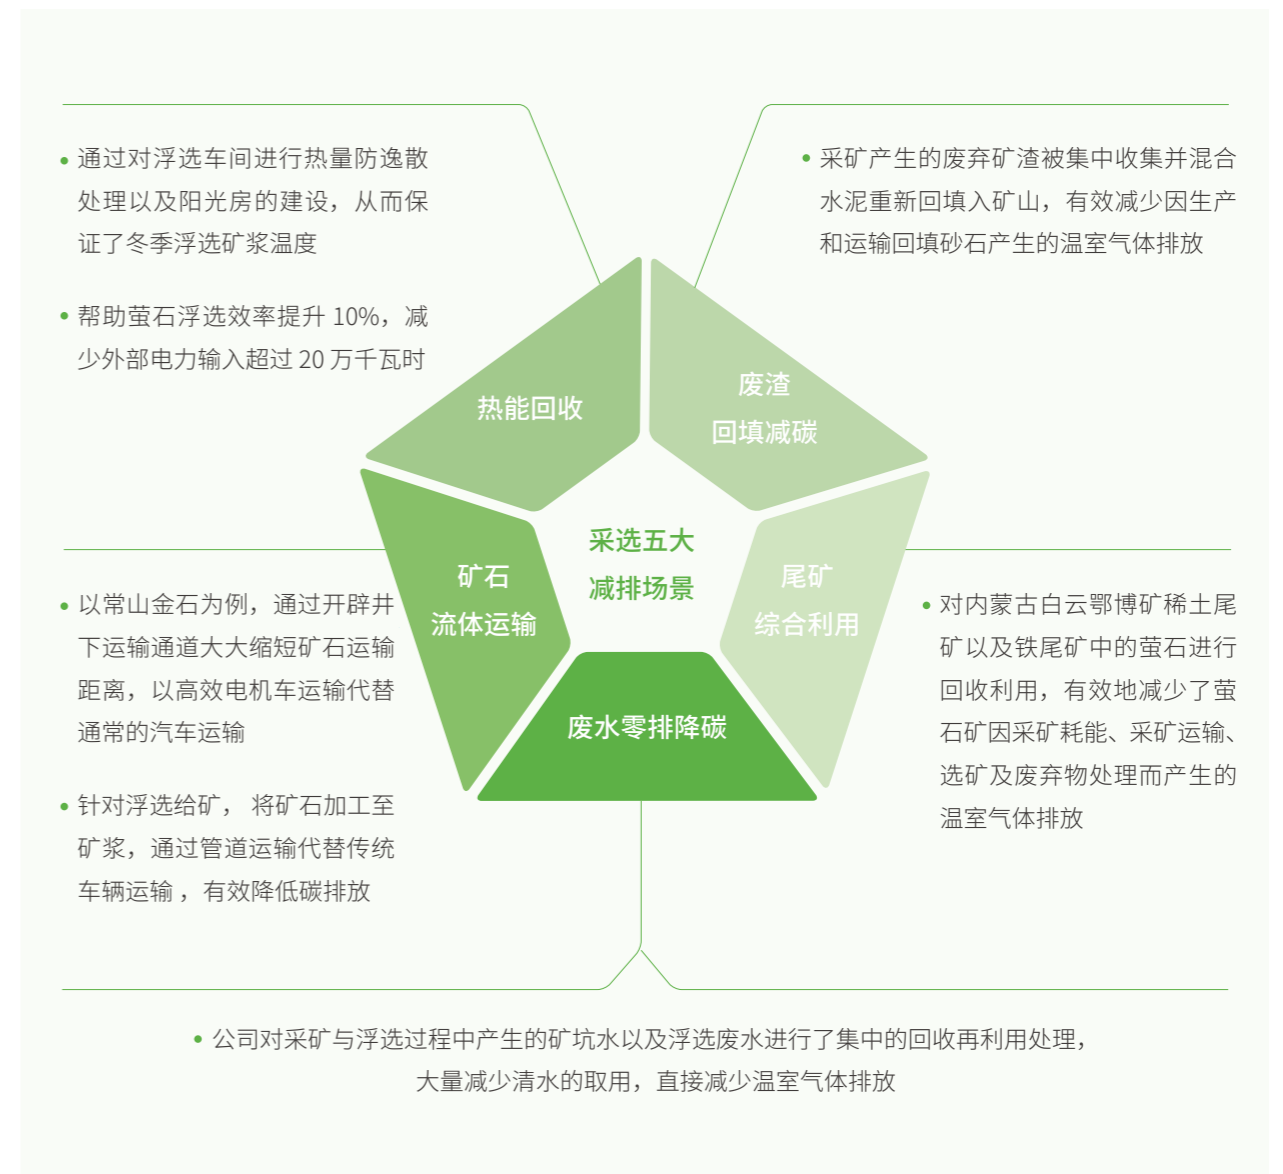 通过对浮选车间进行热量防逸散
处理以及阳光房的建设，从而保
证了冬季浮选矿浆温度
帮助萤石浮选效率提升 10%，减
少外部电力输入超过 20 万千瓦时
采矿产生的废弃矿渣被集中收集并混合
水泥重新回填入矿山，有效减少因生产
和运输回填砂石产生的温室气体排放
热能回收
废渣
回填减碳
采选五大
减排场景
矿石
流体运输
尾矿
综合利用
废水零排降碳
以常山金石为例，通过开辟井
下运输通道大大缩短矿石运输
距离，以高效电机车运输代替
通常的汽车运输
针对浮选给矿， 将矿石加工至
矿浆，通过管道运输代替传统
车辆运输 ，有效降低碳排放
对内蒙古白云鄂博矿稀土尾
矿以及铁尾矿中的萤石进行
回收利用，有效地减少了萤
石矿因采矿耗能、采矿运输、
选矿及废弃物处理而产生的
温室气体排放
公司对采矿与浮选过程中产生的矿坑水以及浮选废水进行了集中的回收再利用处理，
大量减少清水的取用，直接减少温室气体排放